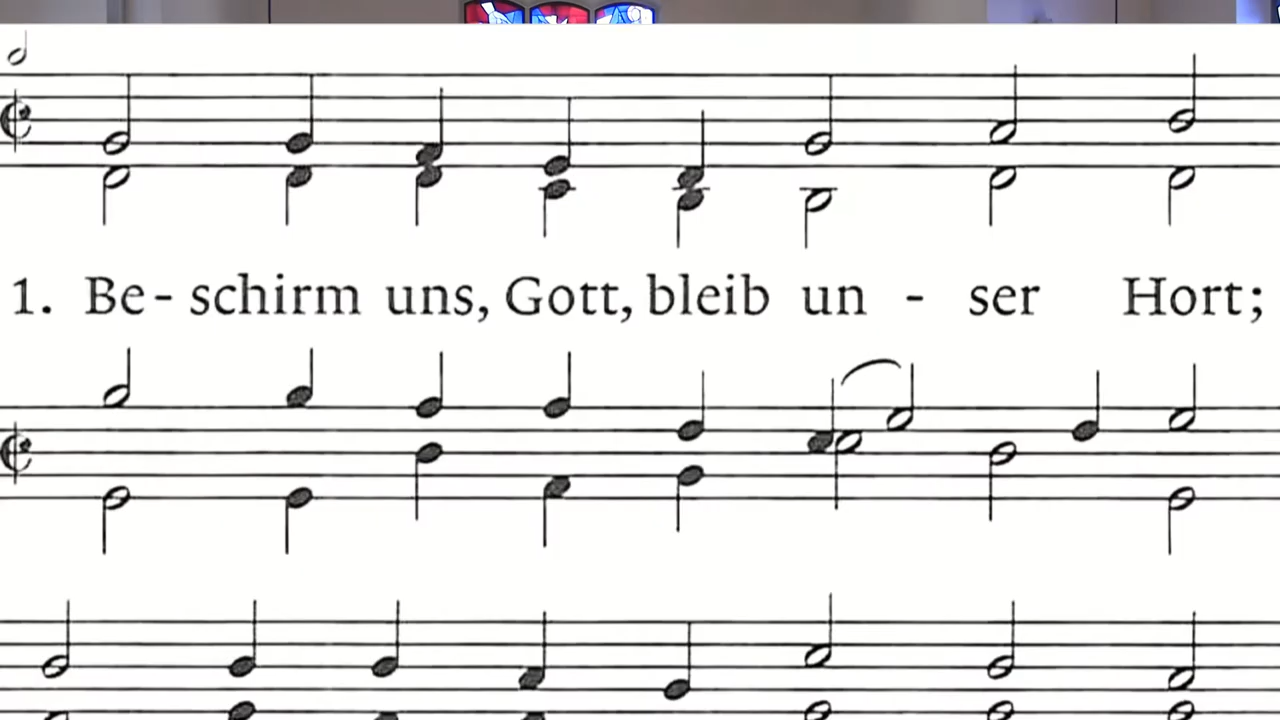 1. Be- schirm uns, Gott, bleib un - ser Hort;